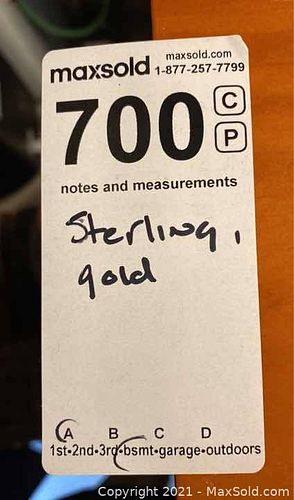 maxsold maxsold.com
1-877-257-7799
700 C
P
notes and measurements
Sterling,
gold
A B C D
1st•2nd•3rd•bsmt•garage•outdoors
Copyright 2021 - MaxSold.com